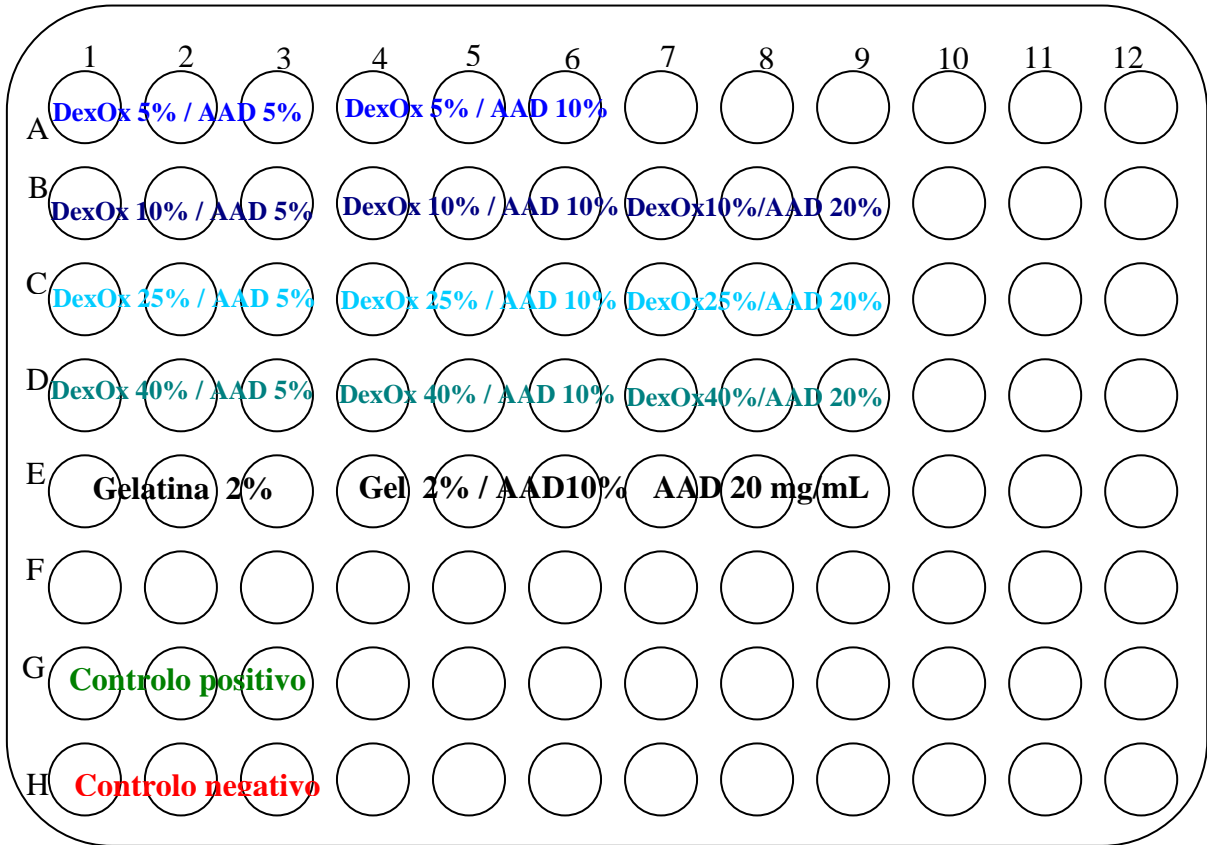 1 2 3 4 5 6 7 8 9 10 11 12
A DexOx 5% / AAD 5% DexOx 5% / AAD 10%
B DexOx 10% / AAD 5% DexOx 10% / AAD 10% DexOx10%/AAD 20%
C DexOx 25% / AAD 5% DexOx 25% / AAD 10% DexOx25%/AAD 20%
D DexOx 40% / AAD 5% DexOx 40% / AAD 10% DexOx40%/AAD 20%
E Gelatina 2% Gel 2% / AAD10% AAD 20 mg/mL
F
G Controlo positivo
H Controlo negativo